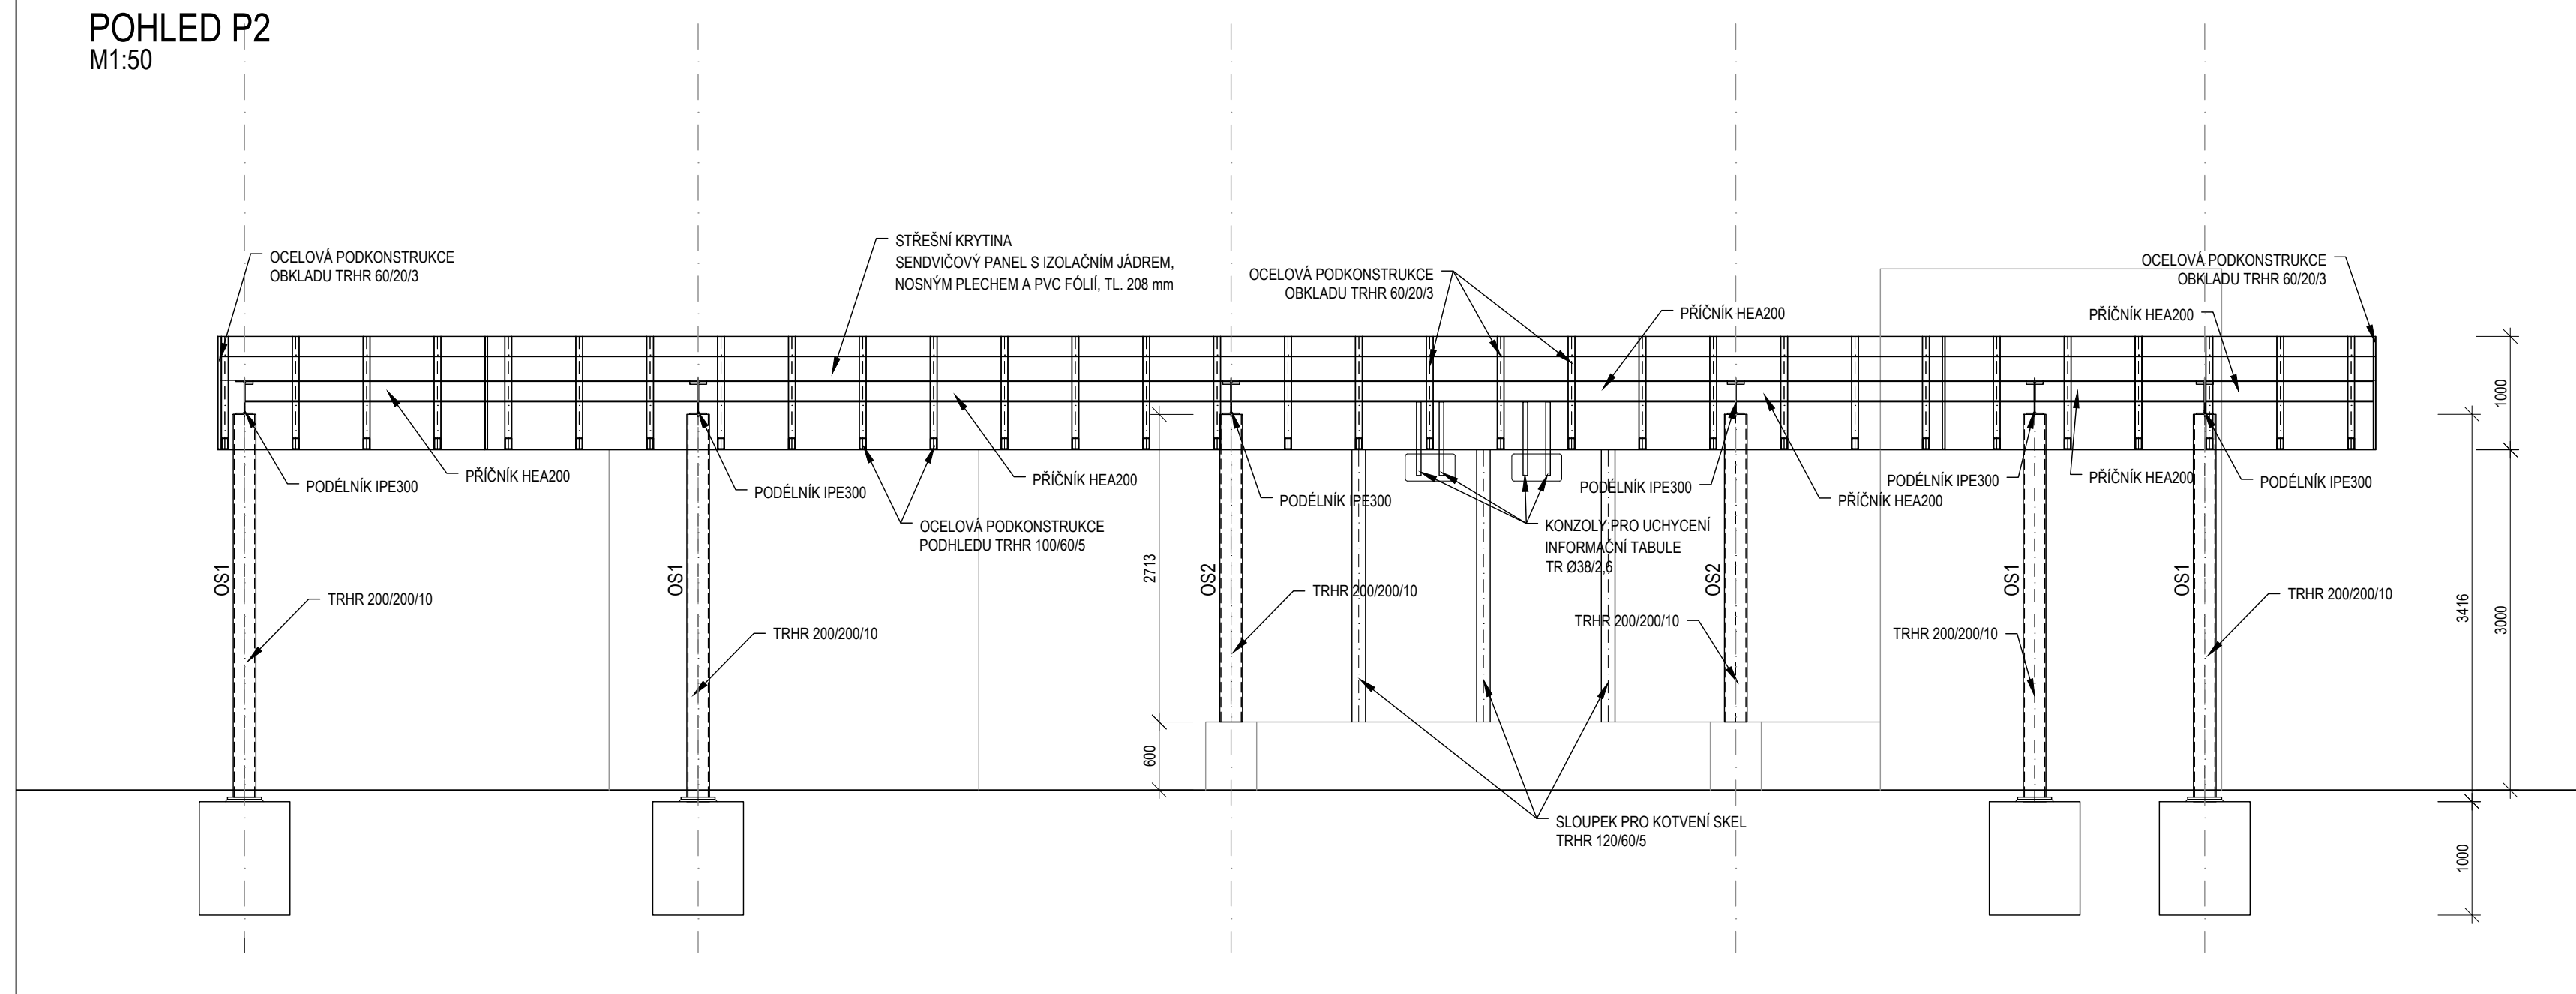 POHLED P2
M1:50
OCELOVÁ PODKONSTRUKCE
OBKLADU TRHR 60/20/3
STŘEŠNÍ KRYTINA
SENDVIČOVÝ PANEL S IZOLAČNÍM JÁDREM,
NOSNÝM PLECHEM A PVC FÓLIÍ, TL. 208 mm
OCELOVÁ PODKONSTRUKCE
OBKLADU TRHR 60/20/3
PŘÍČNÍK HEA200
OCELOVÁ PODKONSTRUKCE
OBKLADU TRHR 60/20/3
PŘÍČNÍK HEA200
1000
PODÉLNÍK IPE300
PŘÍČNÍK HEA200
PODÉLNÍK IPE300
OCELOVÁ PODKONSTRUKCE
PODHLEDU TRHR 100/60/5
PŘÍČNÍK HEA200
PODÉLNÍK IPE300
KONZOLY PRO UCHYCENÍ
INFORMAČNÍ TABULE
TR Ø38/2,6
PODÉLNÍK IPE300
PŘÍČNÍK HEA200
PODÉLNÍK IPE300
PŘÍČNÍK HEA200
PODÉLNÍK IPE300
OS1
TRHR 200/200/10
OS1
TRHR 200/200/10
2713
600
OS2
TRHR 200/200/10
OS2
TRHR 200/200/10
OS1
TRHR 200/200/10
OS1
TRHR 200/200/10
3416
3000
SLOUPEK PRO KOTVENÍ SKEL
TRHR 120/60/5
1000